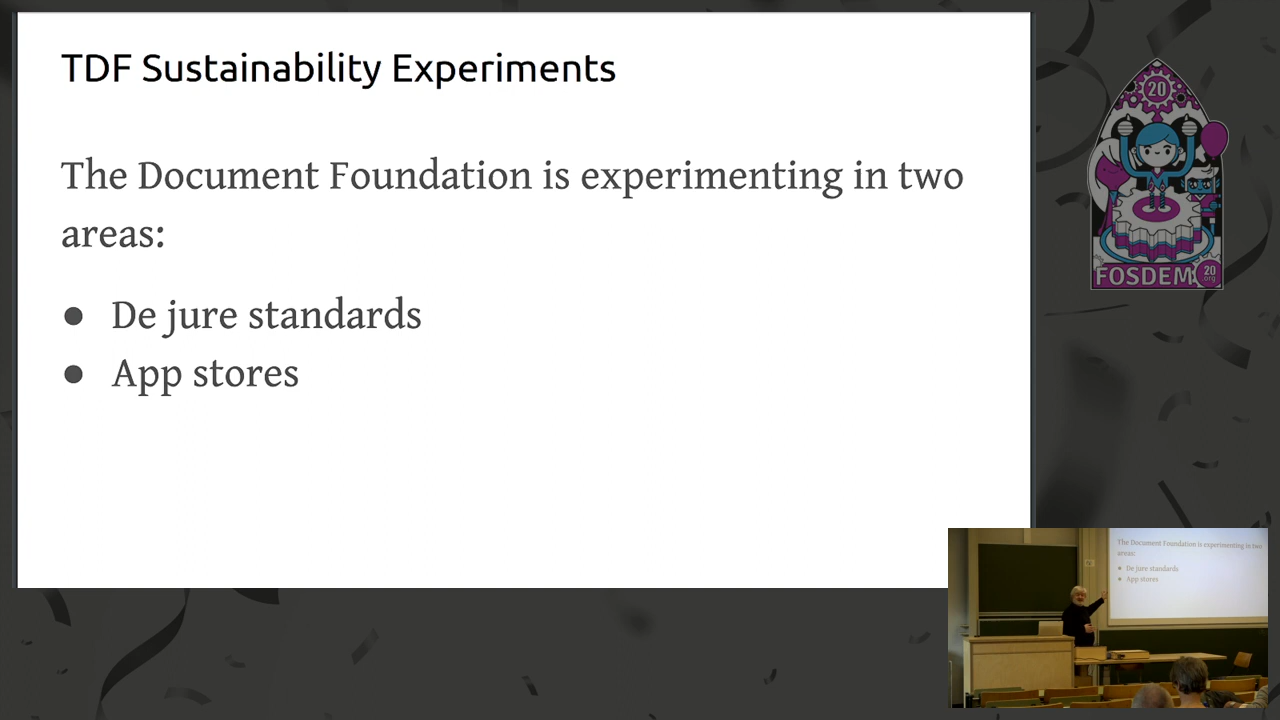 TDF Sustainability Experiments
The Document Foundation is experimenting in two
areas:
● De jure standards
● App stores
20
FOSDEM
20
.org
The Document Foundation is experimenting in two
areas:
● De jure standards
● App stores